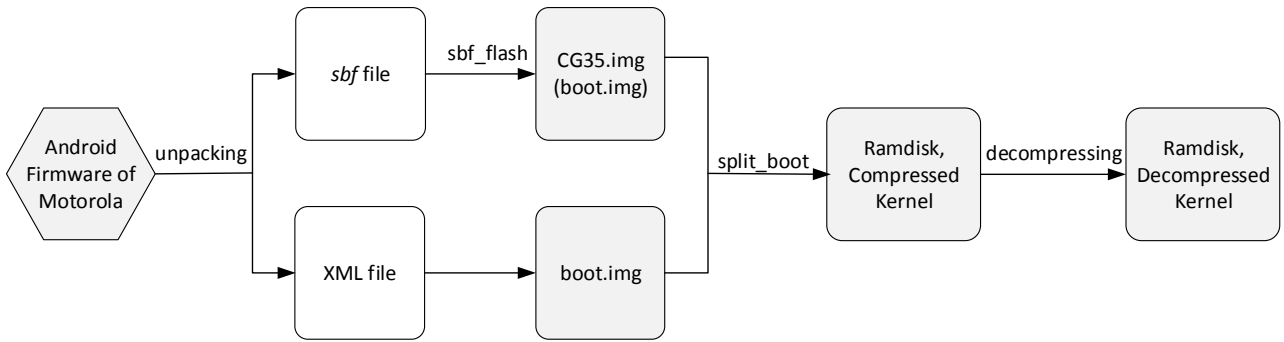 Android
Firmware of
Motorola
unpacking
sbf file
sbf_flash
CG35.img
(boot.img)
XML file
boot.img
split_boot
Ramdisk,
Compressed
Kernel
decompressing
Ramdisk,
Decompressed
Kernel